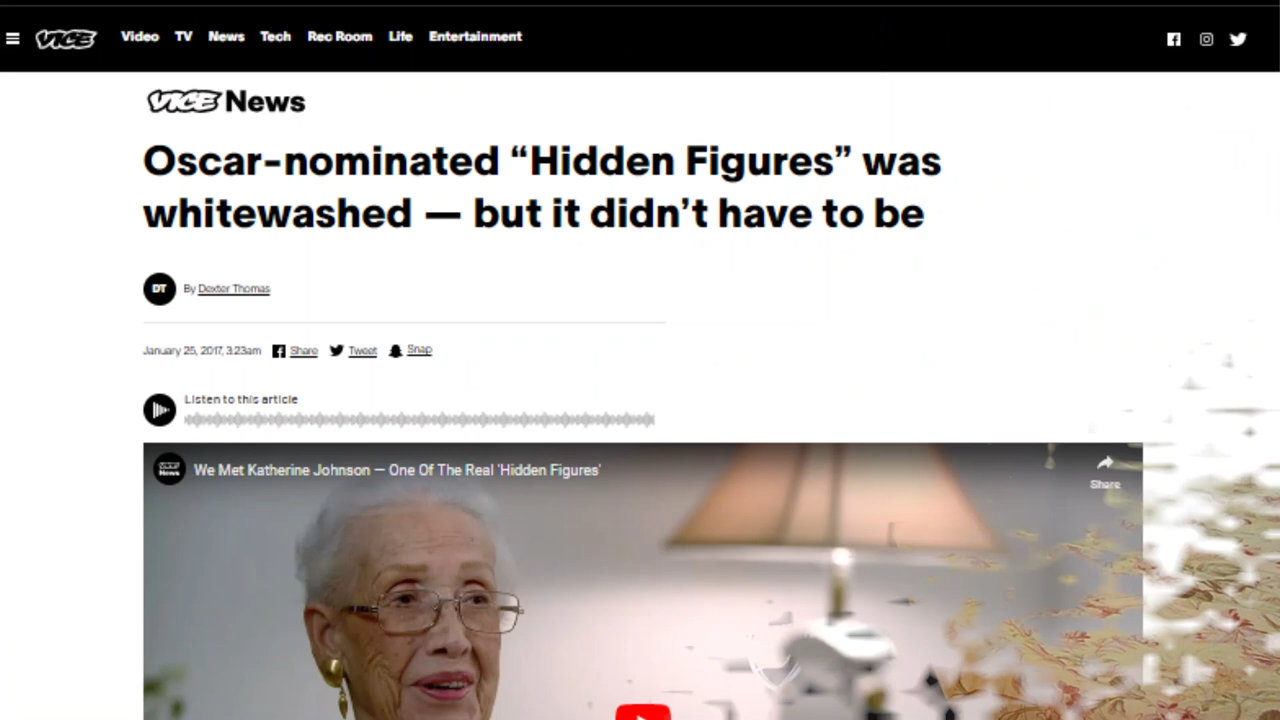 VICE Video TV News Tech Rec Room Life Entertainment
VICE News
Oscar-nominated “Hidden Figures” was
whitewashed — but it didn’t have to be
DT By Dexter Thomas
January 25, 2017, 3:23am Share Tweet Snap
Listen to this article
VICE News We Met Katherine Johnson — One Of The Real 'Hidden Figures'
Share